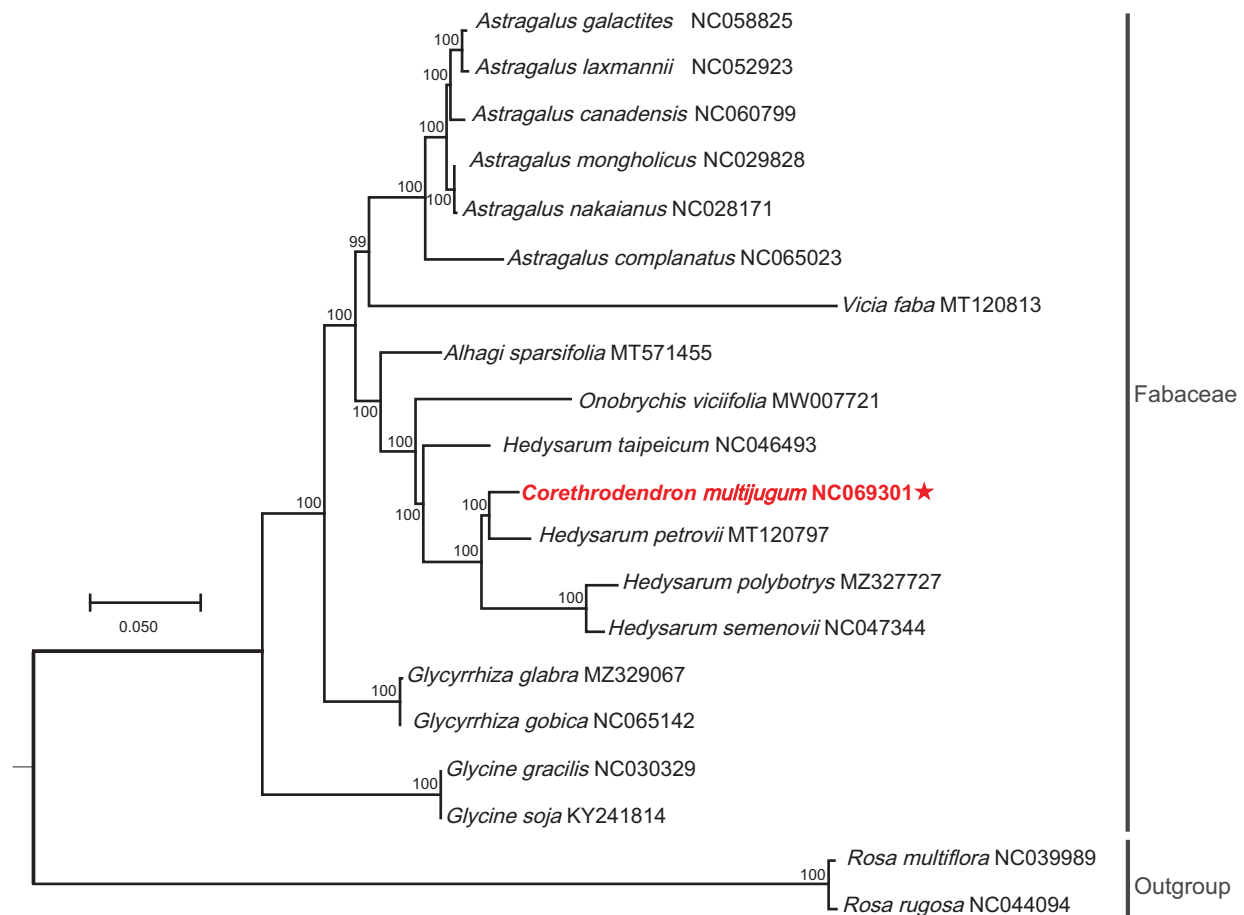 Astragalus galactites NC058825
100
Astragalus laxmannii NC052923
100
Astragalus canadensis NC060799
100
Astragalus mongholicus NC029828
100
100
Astragalus nakaianus NC028171
99
Astragalus complanatus NC065023
Vicia faba MT120813
100
Alhagi sparsifolia MT571455
Fabaceae
Onobrychis viciifolia MW007721
100
100
Hedysarum taipeicum NC046493
Corethrodendron multijugum NC069301★
100
100
100
Hedysarum petrovii MT120797
100
Hedysarum polybotrys MZ327727
100
0.050
Hedysarum semenovii NC047344
Glycyrrhiza glabra MZ329067
100
Glycyrrhiza gobica NC065142
Glycine gracilis NC030329
100
Glycine soja KY241814
Rosa multiflora NC039989
100
Outgroup
Rosa rugosa NC044094